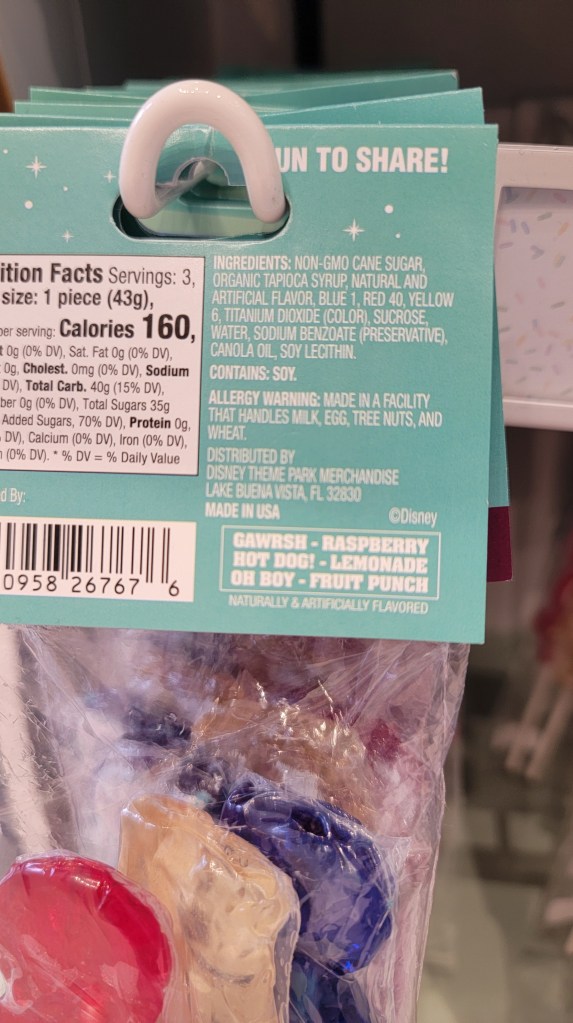 UN TO SHARE!
ition Facts Servings: 3,
size: 1 piece (43g),
per serving: Calories 160,
t 0g (0% DV), Sat. Fat 0g (0% DV),
0g, Cholest. 0mg (0% DV), Sodium
DV), Total Carb. 40g (15% DV),
ber 0g (0% DV), Total Sugars 35g
Added Sugars, 70% DV), Protein 0g,
DV), Calcium (0% DV), Iron (0% DV),
(0% DV). * % DV = % Daily Value
d By:
0958 26767 6
INGREDIENTS: NON-GMO CANE SUGAR,
ORGANIC TAPIOCA SYRUP, NATURAL AND
ARTIFICIAL FLAVOR, BLUE 1, RED 40, YELLOW
6, TITANIUM DIOXIDE (COLOR), SUCROSE,
WATER, SODIUM BENZOATE (PRESERVATIVE),
CANOLA OIL, SOY LECITHIN.
CONTAINS: SOY.
ALLERGY WARNING: MADE IN A FACILITY
THAT HANDLES MILK, EGG, TREE NUTS, AND
WHEAT.
DISTRIBUTED BY
DISNEY THEME PARK MERCHANDISE
LAKE BUENA VISTA, FL 32830
MADE IN USA
©Disney
GAWRSH - RASPBERRY
HOT DOG! - LEMONADE
OH BOY - FRUIT PUNCH
NATURALLY & ARTIFICIALLY FLAVORED